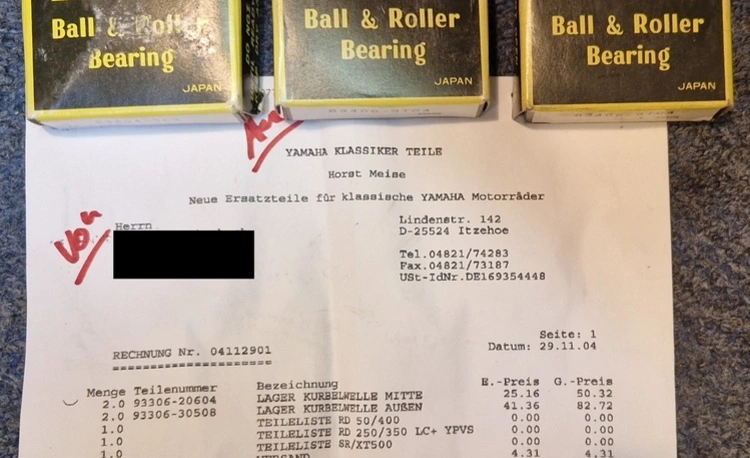 Ball & Roller
Bearing
JAPAN
Ball & Roller
Bearing
JAPAN
Ball & Roller
Bearing
JAPAN
An
YAMAHA KLASSIKER TEILE
Horst Meise
Neue Ersatzteile für klassische YAMAHA Motorräder
Von
Herrn
Lindenstr. 142
D-25524 Itzehoe
Tel.04821/74283
Fax.04821/73187
USt-IdNr.DE169354448
Seite: 1
Datum: 29.11.04
RECHNUNG Nr. 04112901
Menge Teilenummer Bezeichnung E.-Preis G.-Preis
2.0 93306-20604 LAGER KURBELWELLE MITTE 25.16 50.32
2.0 93306-30508 LAGER KURBELWELLE AUßEN 41.36 82.72
1.0 TEILELISTE RD 50/400 0.00 0.00
1.0 TEILELISTE RD 250/350 LC+ YPVS 0.00 0.00
1.0 TEILELISTE SR/XT500 0.00 0.00
VERSAND 4.31 4.31